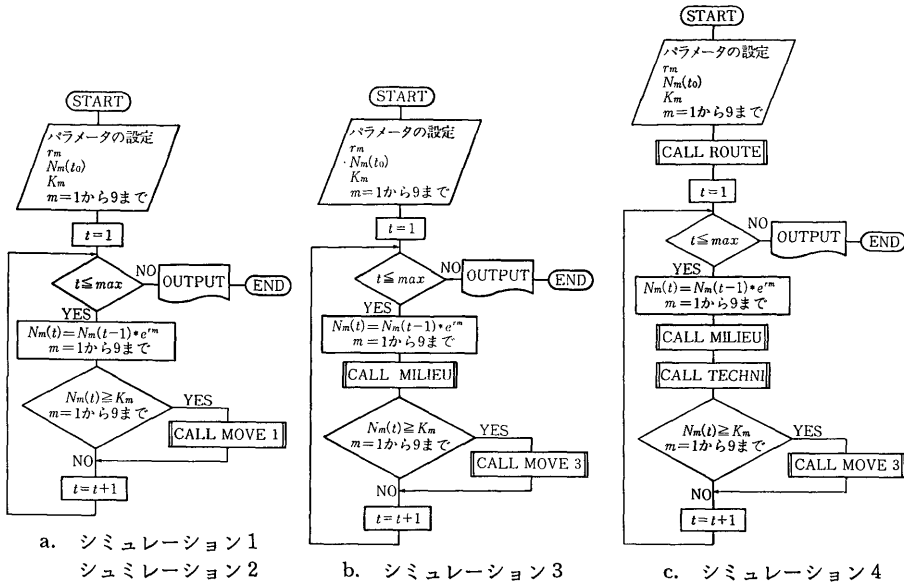 START
パラメータの設定
rm
Nm(t0)
Km
m=1から9まで
t=1
t≦max
NO
OUTPUT
END
YES
Nm(t)=Nm(t-1)*e^rm
m=1から9まで
Nm(t)≧Km
m=1から9まで
YES
CALL MOVE 1
NO
t=t+1
a. シミュレーション1
シュミレーション2
START
パラメータの設定
rm
・Nm(t0)
Km
m=1から9まで
t=1
t≦max
NO
OUTPUT
END
YES
Nm(t)=Nm(t-1)*e^rm
m=1から9まで
CALL MILIEU
Nm(t)≧Km
m=1から9まで
YES
CALL MOVE 3
NO
t=t+1
b. シミュレーション3
START
パラメータの設定
rm
Nm(t0)
Km
m=1から9まで
CALL ROUTE
t=1
t≦max
NO
OUTPUT
END
YES
Nm(t)=Nm(t-1)*e^rm
m=1から9まで
CALL MILIEU
CALL TECHNI
Nm(t)≧Km
m=1から9まで
YES
CALL MOVE 3
NO
t=t+1
c. シミュレーション4